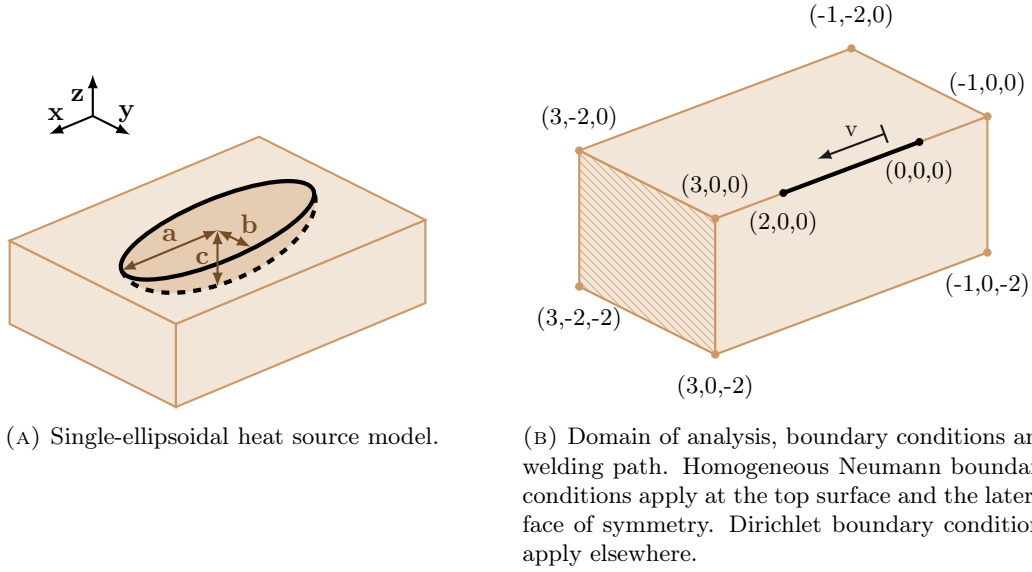 z
x
y
a
b
c
(A) Single-ellipsoidal heat source model.
(-1,-2,0)
(-1,0,0)
(3,-2,0)
v
(0,0,0)
(3,0,0)
(2,0,0)
(-1,0,-2)
(3,-2,-2)
(3,0,-2)
(B) Domain of analysis, boundary conditions an
welding path. Homogeneous Neumann boundar
conditions apply at the top surface and the later
face of symmetry. Dirichlet boundary condition
apply elsewhere.